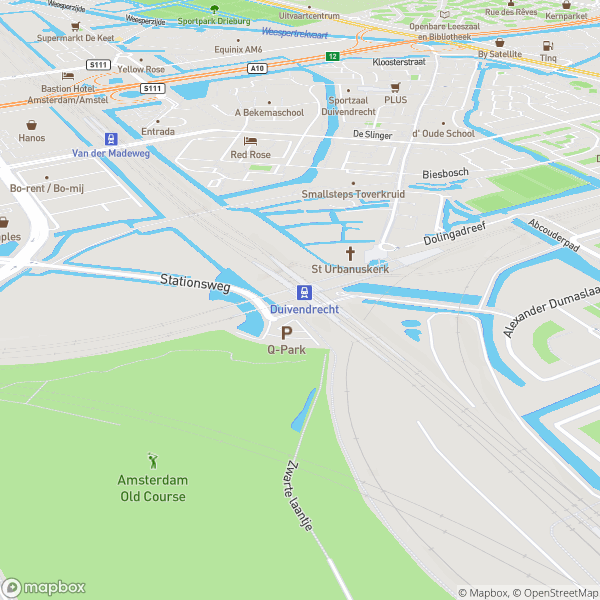 Weesperzijde
Weesperzijde
Sportpark Drieburg
Uitvaartcentrum
Rue des Rêves
Kernparket
Supermarkt De Keet
Weespertrekvaart
Openbare Leeszaal
en Bibliotheek
Equinix AM6
12
By Satellite
Tinq
S111
Yellow Rose
A10
Kloosterstraat
Bastion Hotel
Amsterdam/Amstel
S111
Sportzaal
Duivendrecht
PLUS
Hanos
Entrada
A Bekemaschool
De Slinger
d' Oude School
Van der Madeweg
Red Rose
Biesbosch
Bo-rent / Bo-mij
Smallsteps Toverkruid
Dolingadreef
Abcouderpad
St Urbanuskerk
Stationsweg
Duivendrecht
P
Q-Park
Alexander Dumaslaa
Amsterdam
Old Course
Zwarte laantje
mapbox
© Mapbox, © OpenStreetMap